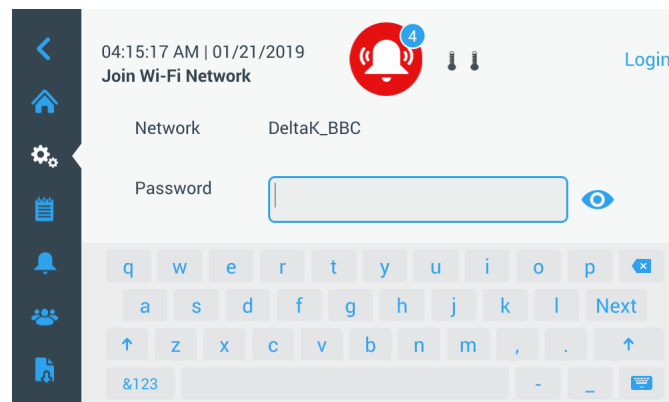 04:15:17 AM | 01/21/2019
4
Login
Join Wi-Fi Network
Network DeltaK_BBC
Password
q w e r t y u i o p
a s d f g h j k l Next
z x c v b n m , .
&123 - _